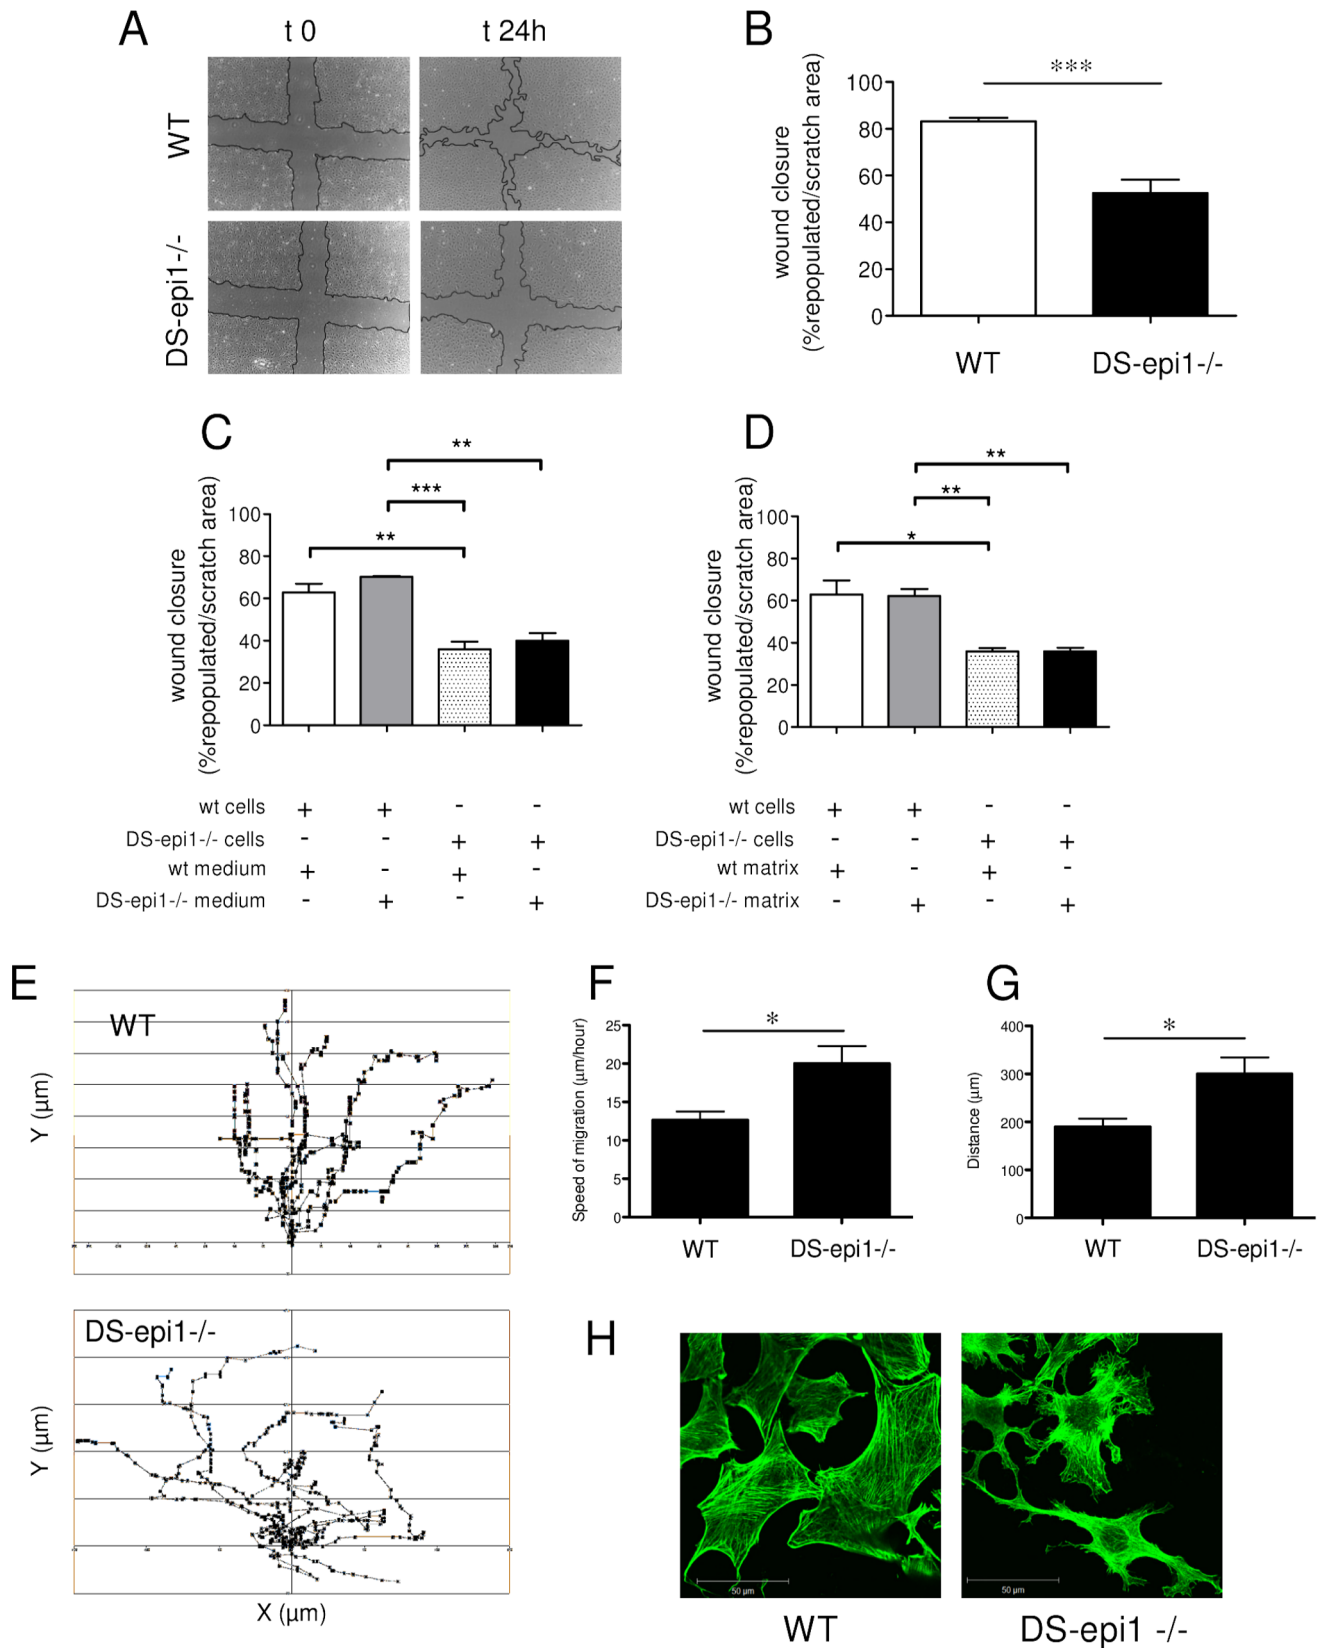 A
t 0
t 24h
WT
DS-epi1-/-
B
wound closure
(%repopulated/scratch area)
100
80
60
40
20
0
***
WT
DS-epi1-/-
C
wound closure
(%repopulated/scratch area)
100
80
60
40
20
0
**
***
**
wt cells + + - -
DS-epi1-/- cells - - + +
wt medium + - + -
DS-epi1-/- medium - + - +
D
wound closure
(%repopulated/scratch area)
100
80
60
40
20
0
**
**
*
wt cells + + - -
DS-epi1-/- cells - - + +
wt matrix + - + -
DS-epi1-/- matrix - + - +
E
WT
Y (µm)
DS-epi1-/-
Y (µm)
X (µm)
F
Speed of migration (µm/hour)
25
20
15
10
5
0
*
WT
DS-epi1-/-
G
Distance (µm)
400
300
200
100
0
*
WT
DS-epi1-/-
H
50 µm
50 µm
WT
DS-epi1 -/-